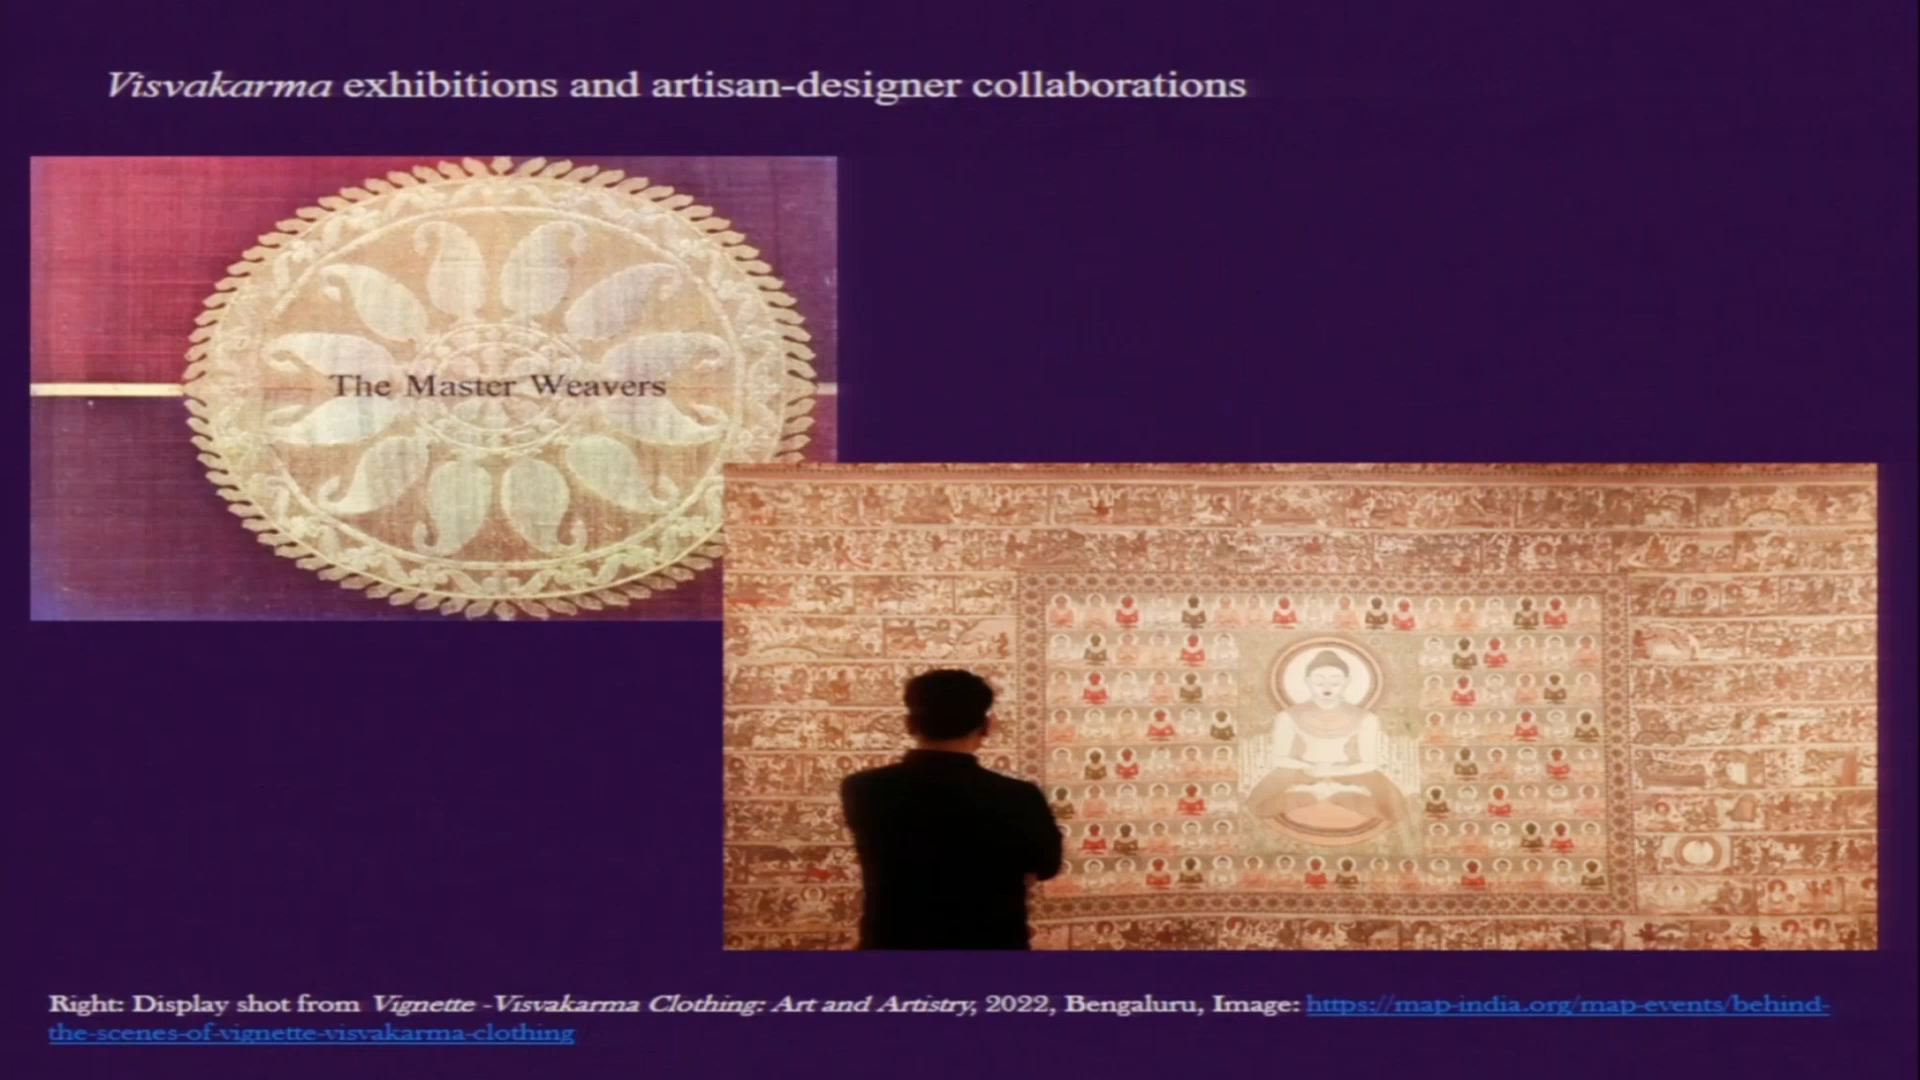 Visvakarma exhibitions and artisan-designer collaborations
The Master Weavers
Right: Display shot from Vignette -Visvakarma Clothing: Art and Artistry, 2022, Bengaluru, Image: https://map-india.org/map-events/behind-
the-scenes-of-vignette-visvakarma-clothing